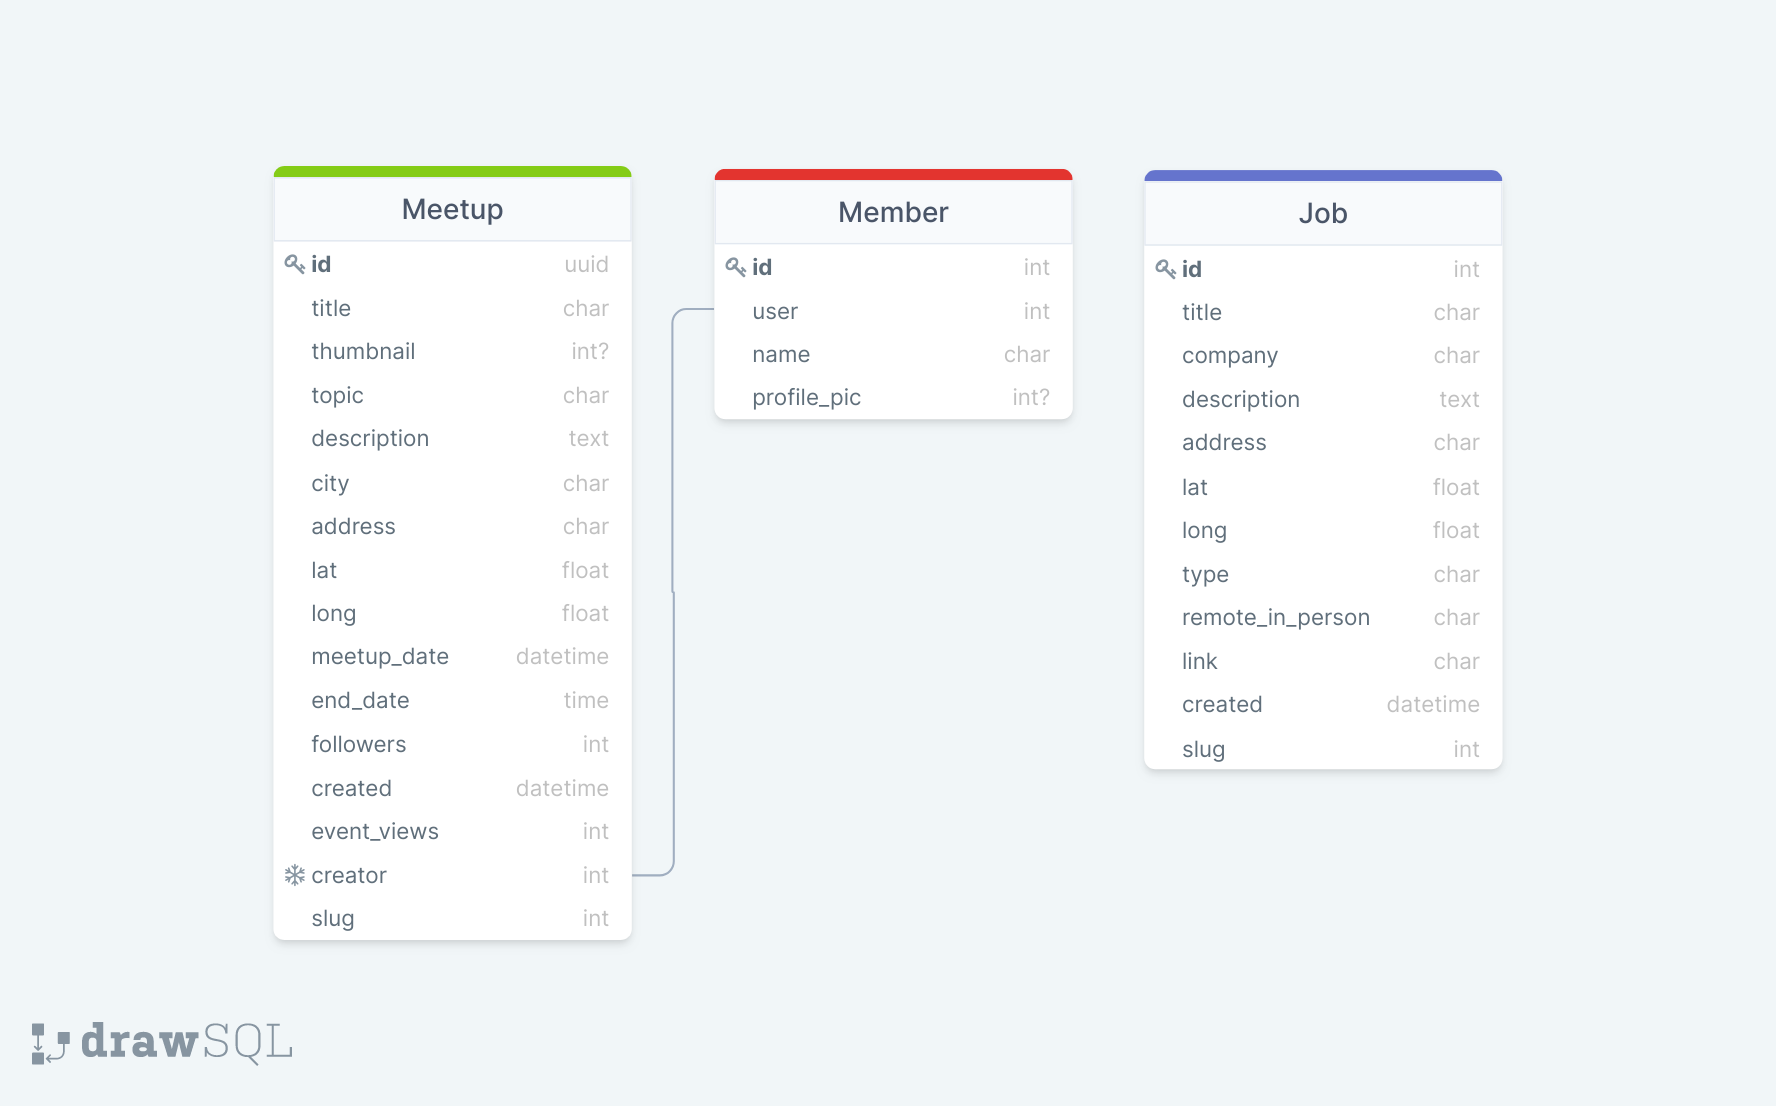 Meetup
id uuid
title char
thumbnail int?
topic char
description text
city char
address char
lat float
long float
meetup_date datetime
end_date time
followers int
created datetime
event_views int
creator int
slug int
Member
id int
user int
name char
profile_pic int?
Job
id int
title char
company char
description text
address char
lat float
long float
type char
remote_in_person char
link char
created datetime
slug int
drawSQL